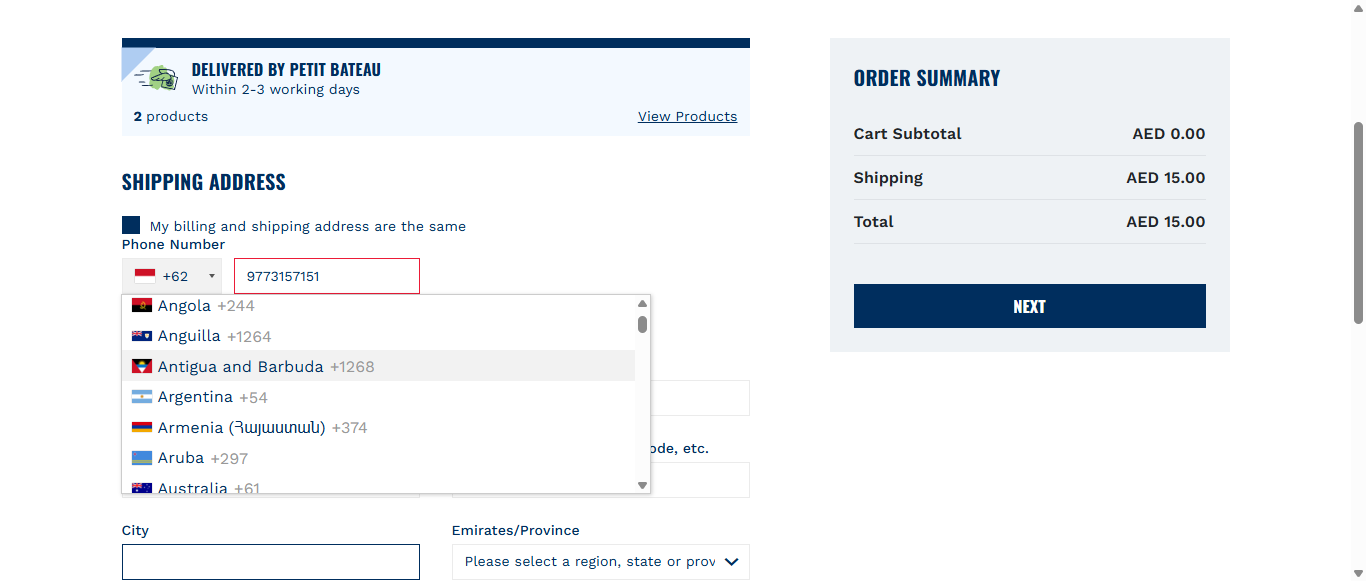 DELIVERED BY PETIT BATEAU
Within 2-3 working days
2 products
View Products
SHIPPING ADDRESS
My billing and shipping address are the same
Phone Number
+62
9773157151
Angola +244
Anguilla +1264
Antigua and Barbuda +1268
Argentina +54
Armenia (Հայաստան) +374
Aruba +297
Australia +61
ode, etc.
City
Emirates/Province
Please select a region, state or prov
ORDER SUMMARY
Cart Subtotal AED 0.00
Shipping AED 15.00
Total AED 15.00
NEXT